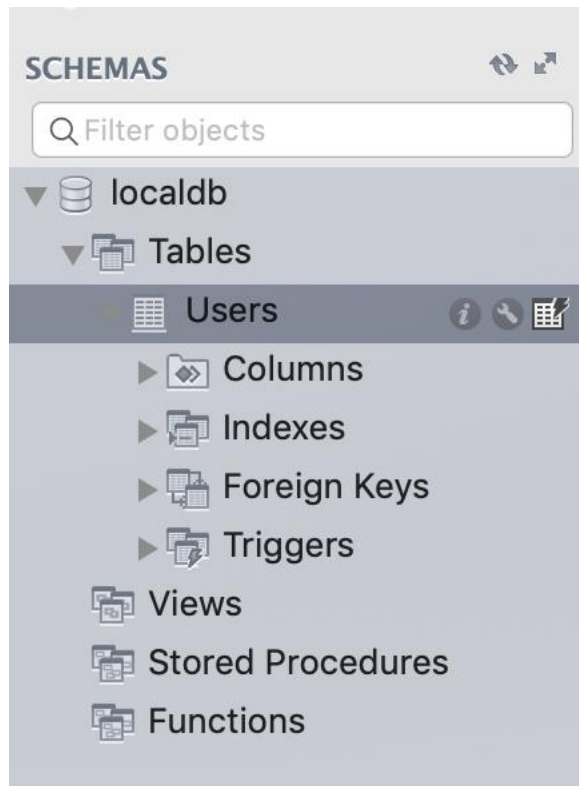 SCHEMAS
Filter objects
localdb
Tables
Users
Columns
Indexes
Foreign Keys
Triggers
Views
Stored Procedures
Functions